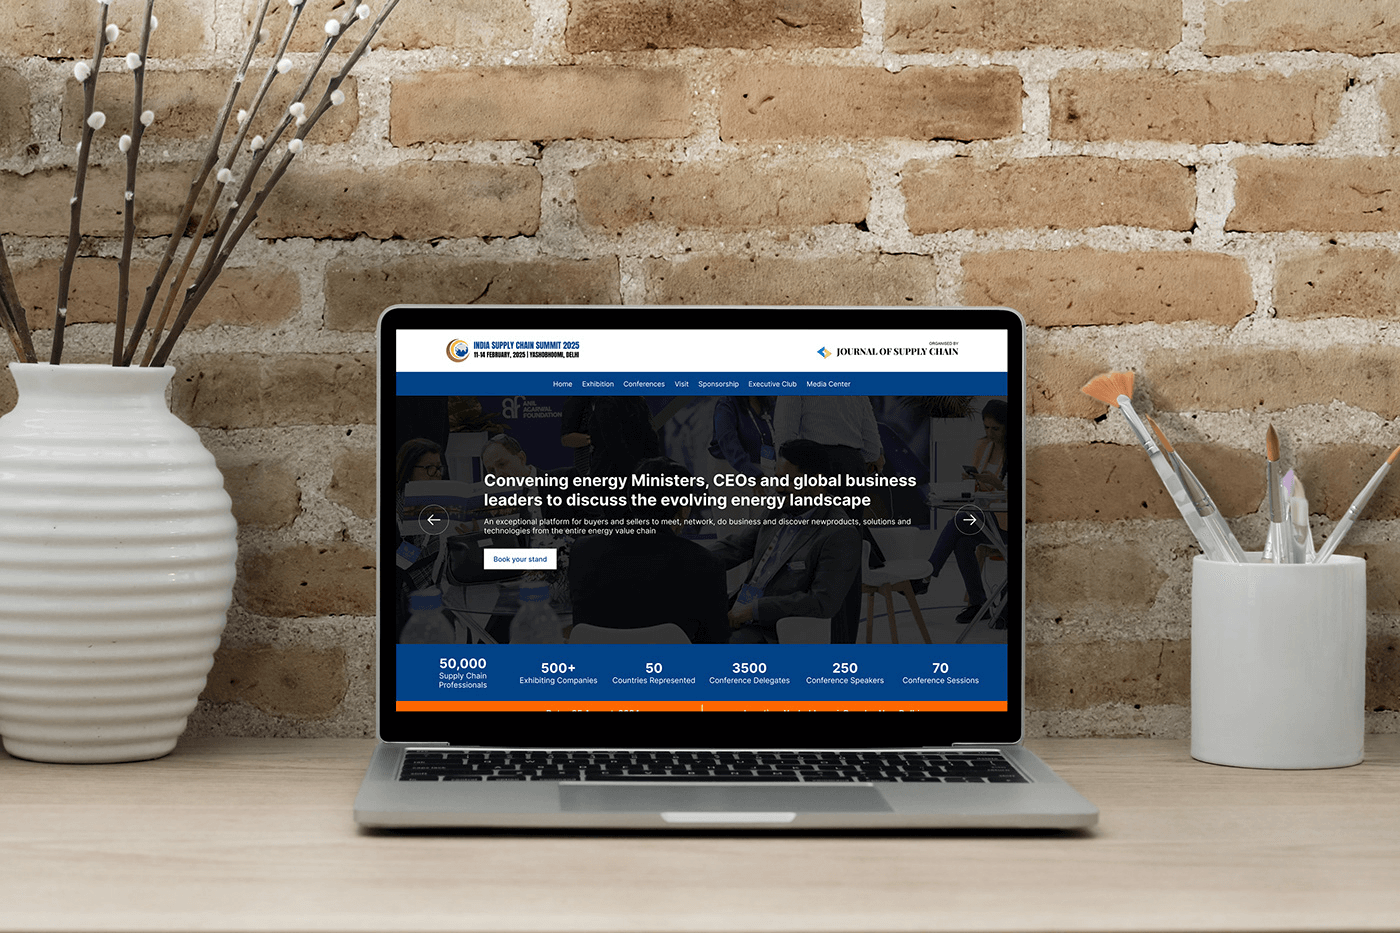 INDIA SUPPLY CHAIN SUMMIT 2025
11-14 FEBRUARY, 2025 | YASHOBHOOMI, DELHI
ORGANISED BY
JOURNAL OF SUPPLY CHAIN
Home Exhibition Conferences Visit Sponsorship Executive Club Media Center
ANIL
AGARWAL
FOUNDATION
Convening energy Ministers, CEOs and global business
leaders to discuss the evolving energy landscape
An exceptional platform for buyers and sellers to meet, network, do business and discover newproducts, solutions and
technologies from the entire energy value chain
Book your stand
50,000
Supply Chain
Professionals
500+
Exhibiting Companies
50
Countries Represented
3500
Conference Delegates
250
Conference Speakers
70
Conference Sessions